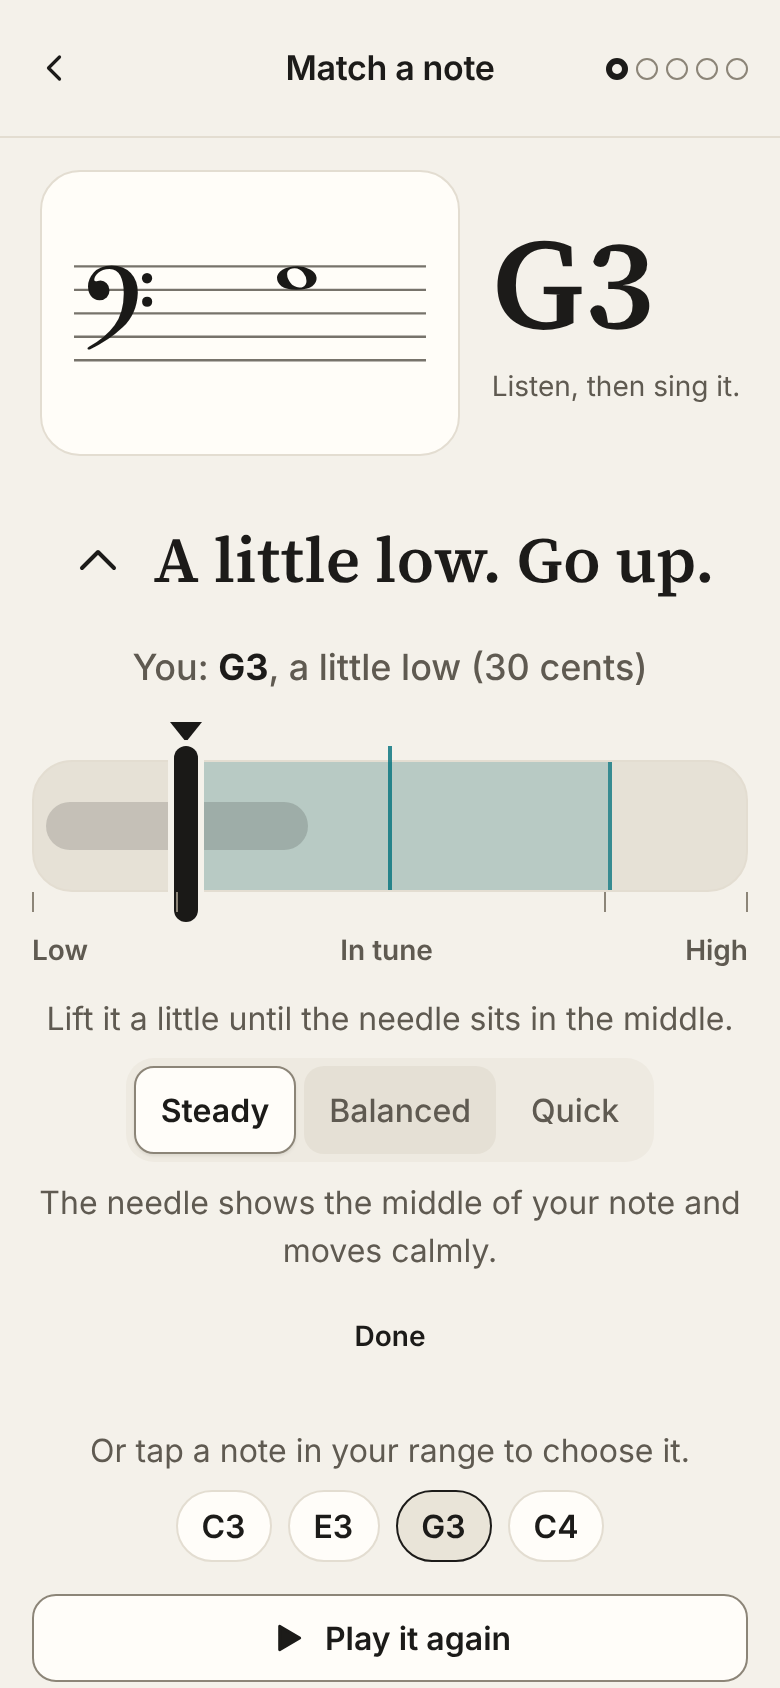 Match a note
G3
Listen, then sing it.
A little low. Go up.
You: G3, a little low (30 cents)
Low In tune High
Lift it a little until the needle sits in the middle.
Steady Balanced Quick
The needle shows the middle of your note and
moves calmly.
Done
Or tap a note in your range to choose it.
C3 E3 G3 C4
Play it again